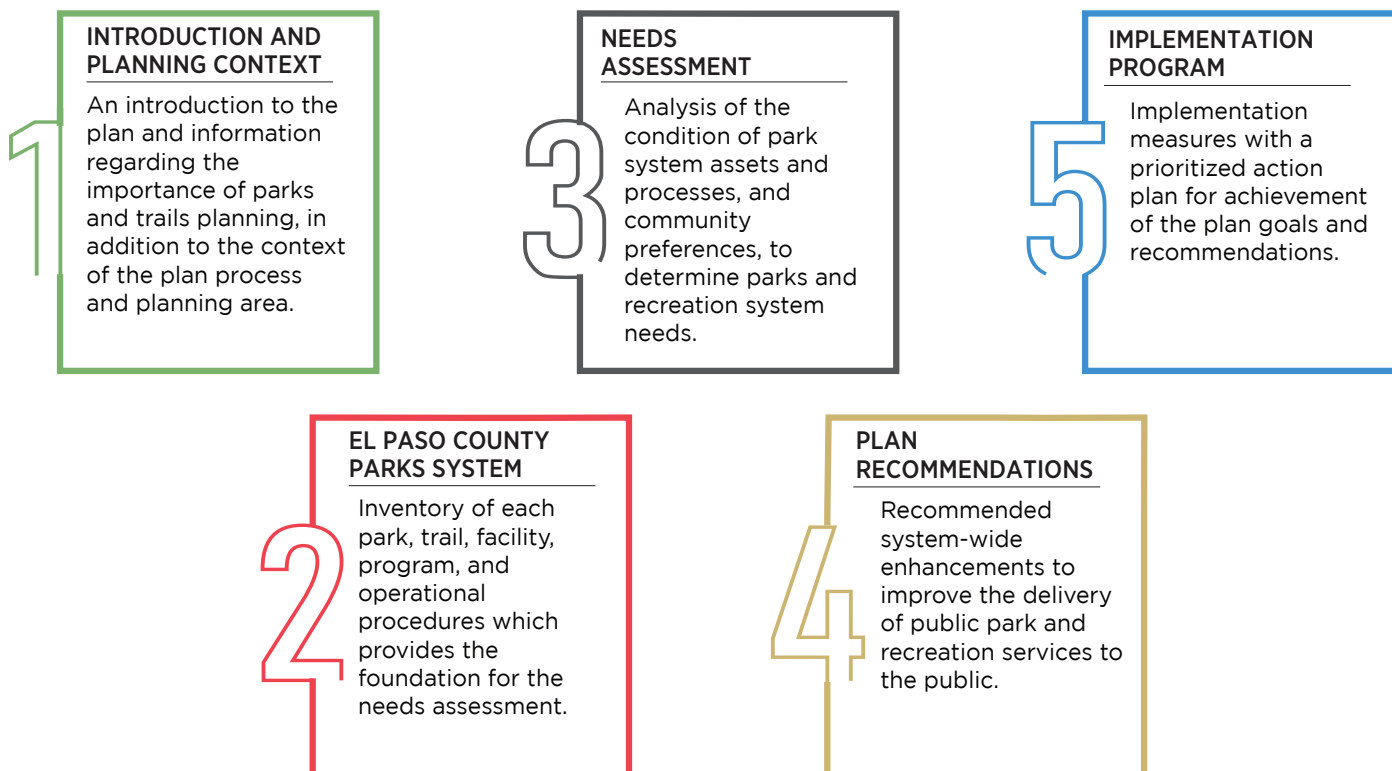 1
INTRODUCTION AND
PLANNING CONTEXT
An introduction to the
plan and information
regarding the
importance of parks
and trails planning, in
addition to the context
of the plan process
and planning area.
2
EL PASO COUNTY
PARKS SYSTEM
Inventory of each
park, trail, facility,
program, and
operational
procedures which
provides the
foundation for the
needs assessment.
3
NEEDS
ASSESSMENT
Analysis of the
condition of park
system assets and
processes, and
community
preferences, to
determine parks and
recreation system
needs.
4
PLAN
RECOMMENDATIONS
Recommended
system-wide
enhancements to
improve the delivery
of public park and
recreation services to
the public.
5
IMPLEMENTATION
PROGRAM
Implementation
measures with a
prioritized action
plan for achievement
of the plan goals and
recommendations.